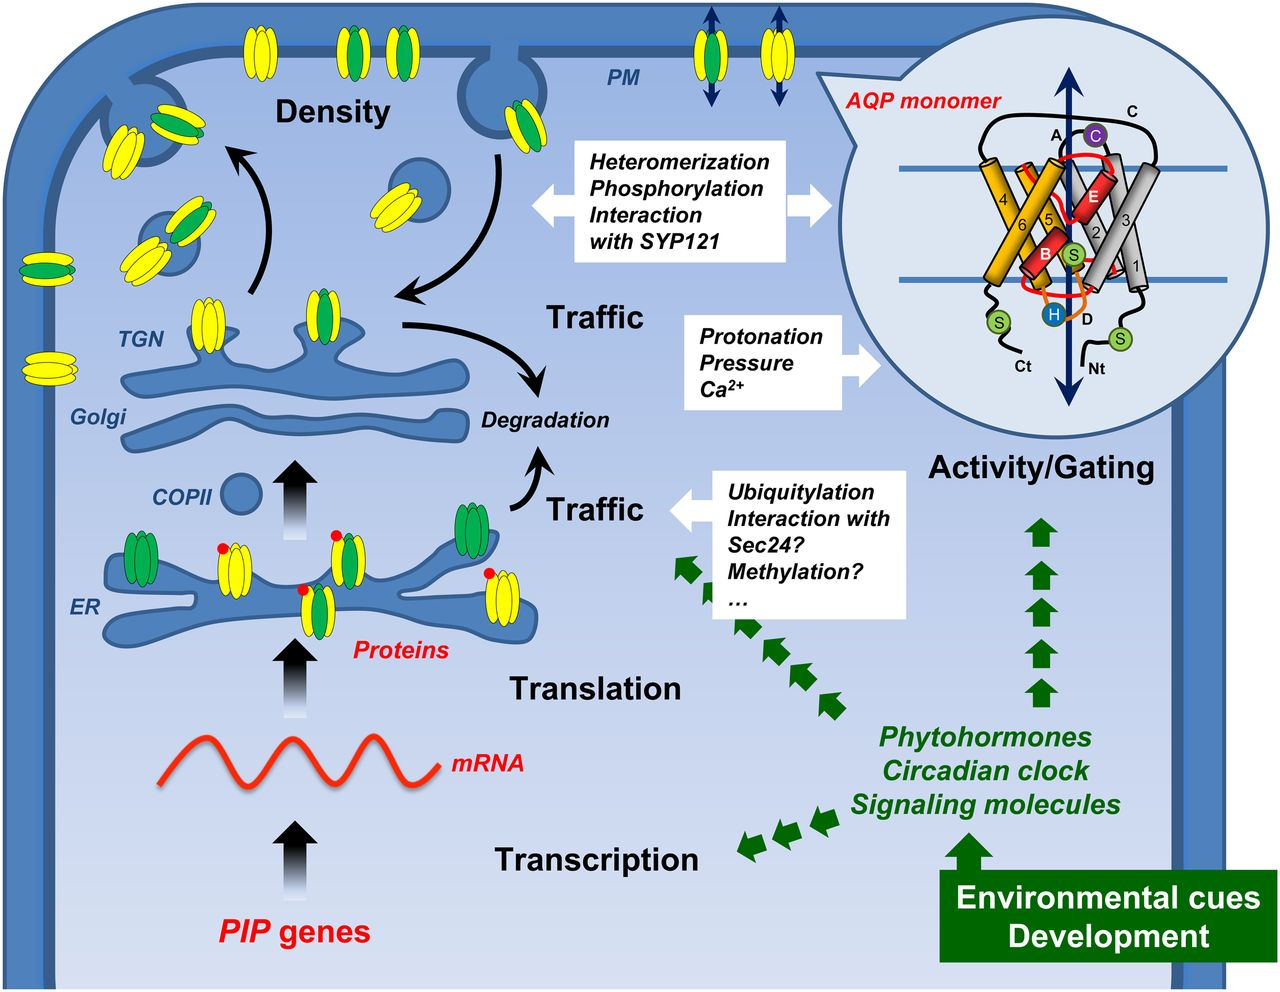 PM
Density
AQP monomer
C
A
C
E
4
5
6
2
3
B
S
1
H
D
S
S
Ct
Nt
Heteromerization
Phosphorylation
Interaction
with SYP121
Traffic
TGN
Protonation
Pressure
Ca²⁺
Golgi
Degradation
Activity/Gating
COPII
Traffic
Ubiquitylation
Interaction with
Sec24?
Methylation?
…
ER
Proteins
Translation
mRNA
Phytohormones
Circadian clock
Signaling molecules
Transcription
PIP genes
Environmental cues
Development